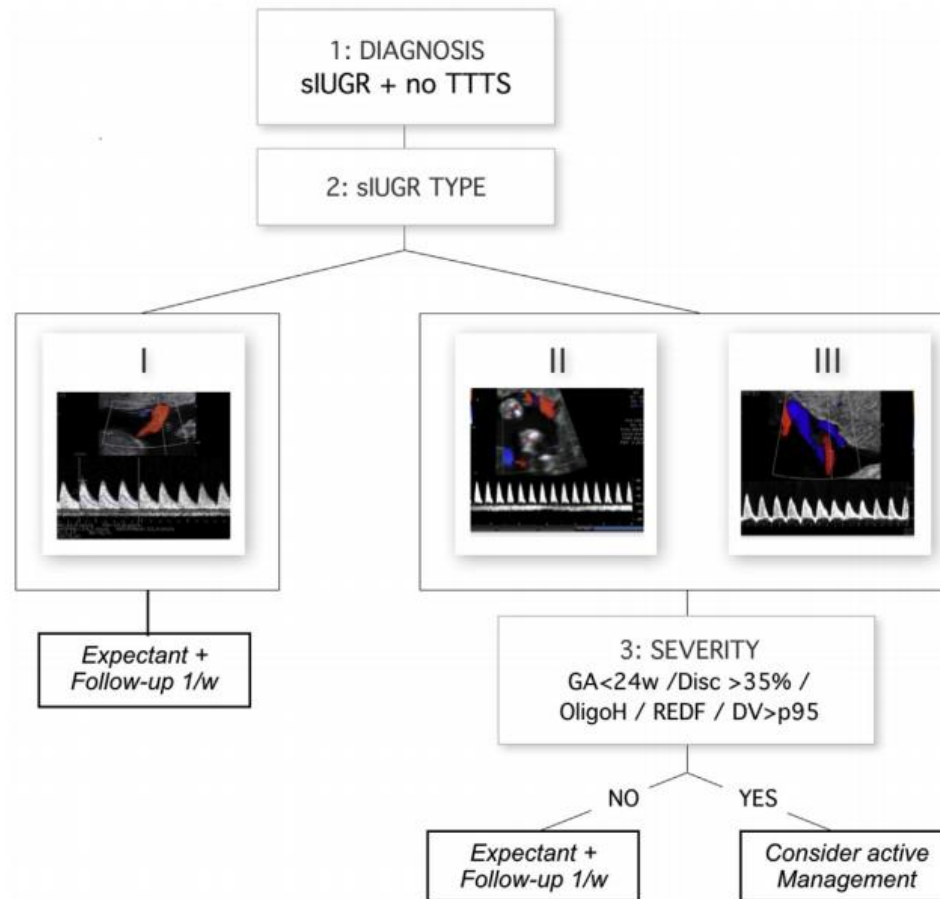 1: DIAGNOSIS
sIUGR + no TTTS
2: sIUGR TYPE
I
II
III
Expectant +
Follow-up 1/w
3: SEVERITY
GA<24w /Disc >35% /
OligoH / REDF / DV>p95
NO
YES
Expectant +
Follow-up 1/w
Consider active
Management